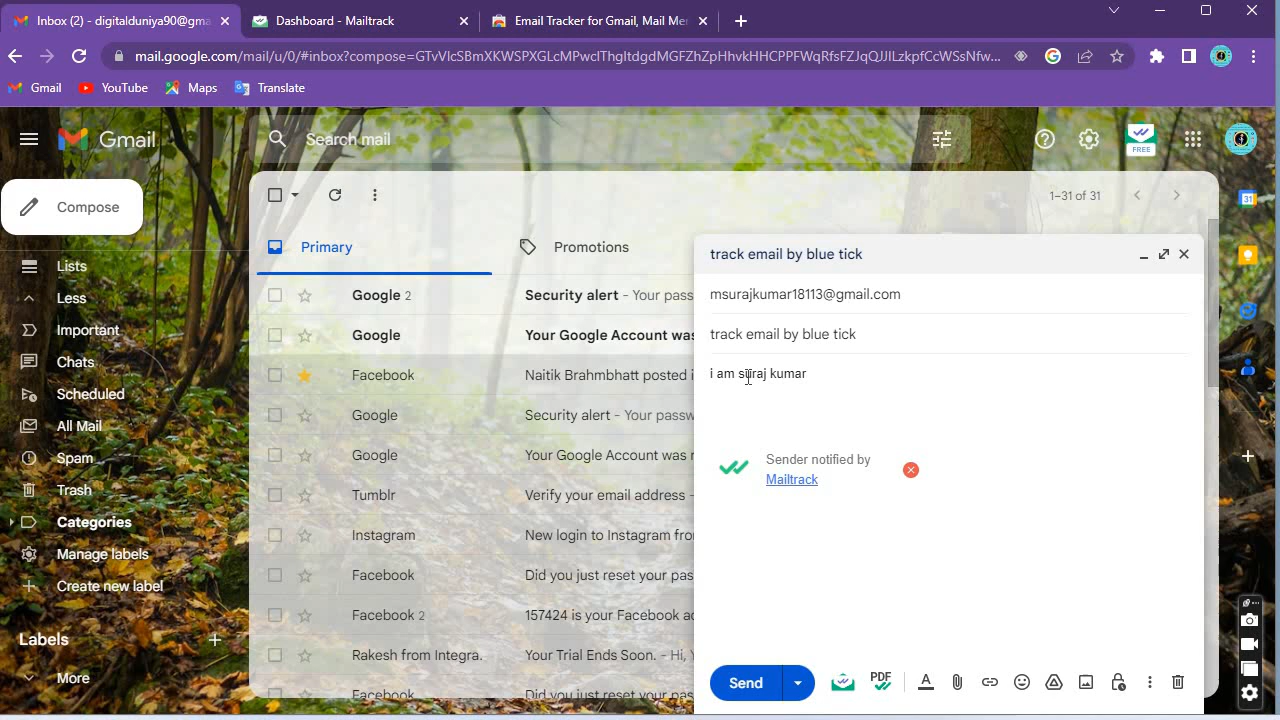 Inbox (2) - digitalduniya90@gma
Dashboard - Mailtrack
Email Tracker for Gmail, Mail Mer
mail.google.com/mail/u/0/#inbox?compose=
Gmail
YouTube
Maps
Translate
Gmail
Search mail
FREE
Compose
1–31 of 31
Lists
Less
Important
Chats
Scheduled
All Mail
Spam
Trash
Categories
Manage labels
Create new label
Labels
More
Primary
Promotions
Google 2 Security alert - Your pass
Google Your Google Account was
Facebook Naitik Brahmbhatt posted i
Google Security alert - Your passw
Google Your Google Account was r
Tumblr Verify your email address -
Instagram New login to Instagram fro
Facebook Did you just reset your pas
Facebook 2 157424 is your Facebook ac
Rakesh from Integra. Your Trial Ends Soon. - Hi, Y
Facebook Did you just reset your pas
track email by blue tick
msurajkumar18113@gmail.com
track email by blue tick
i am suraj kumar
Sender notified by
Mailtrack
Send
PDF
31